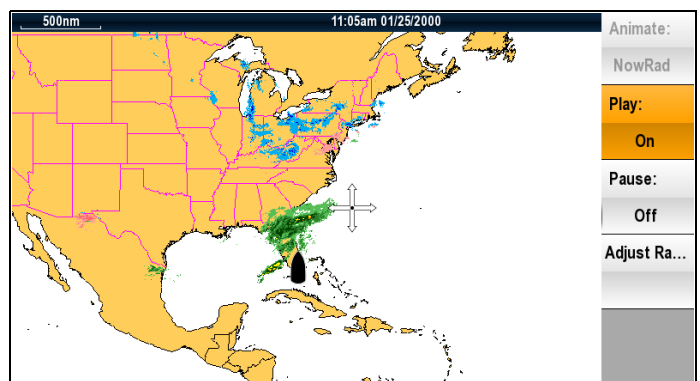 500nm
11:05am 01/25/2000
Animate:
NowRad
Play:
On
Pause:
Off
Adjust Ra...